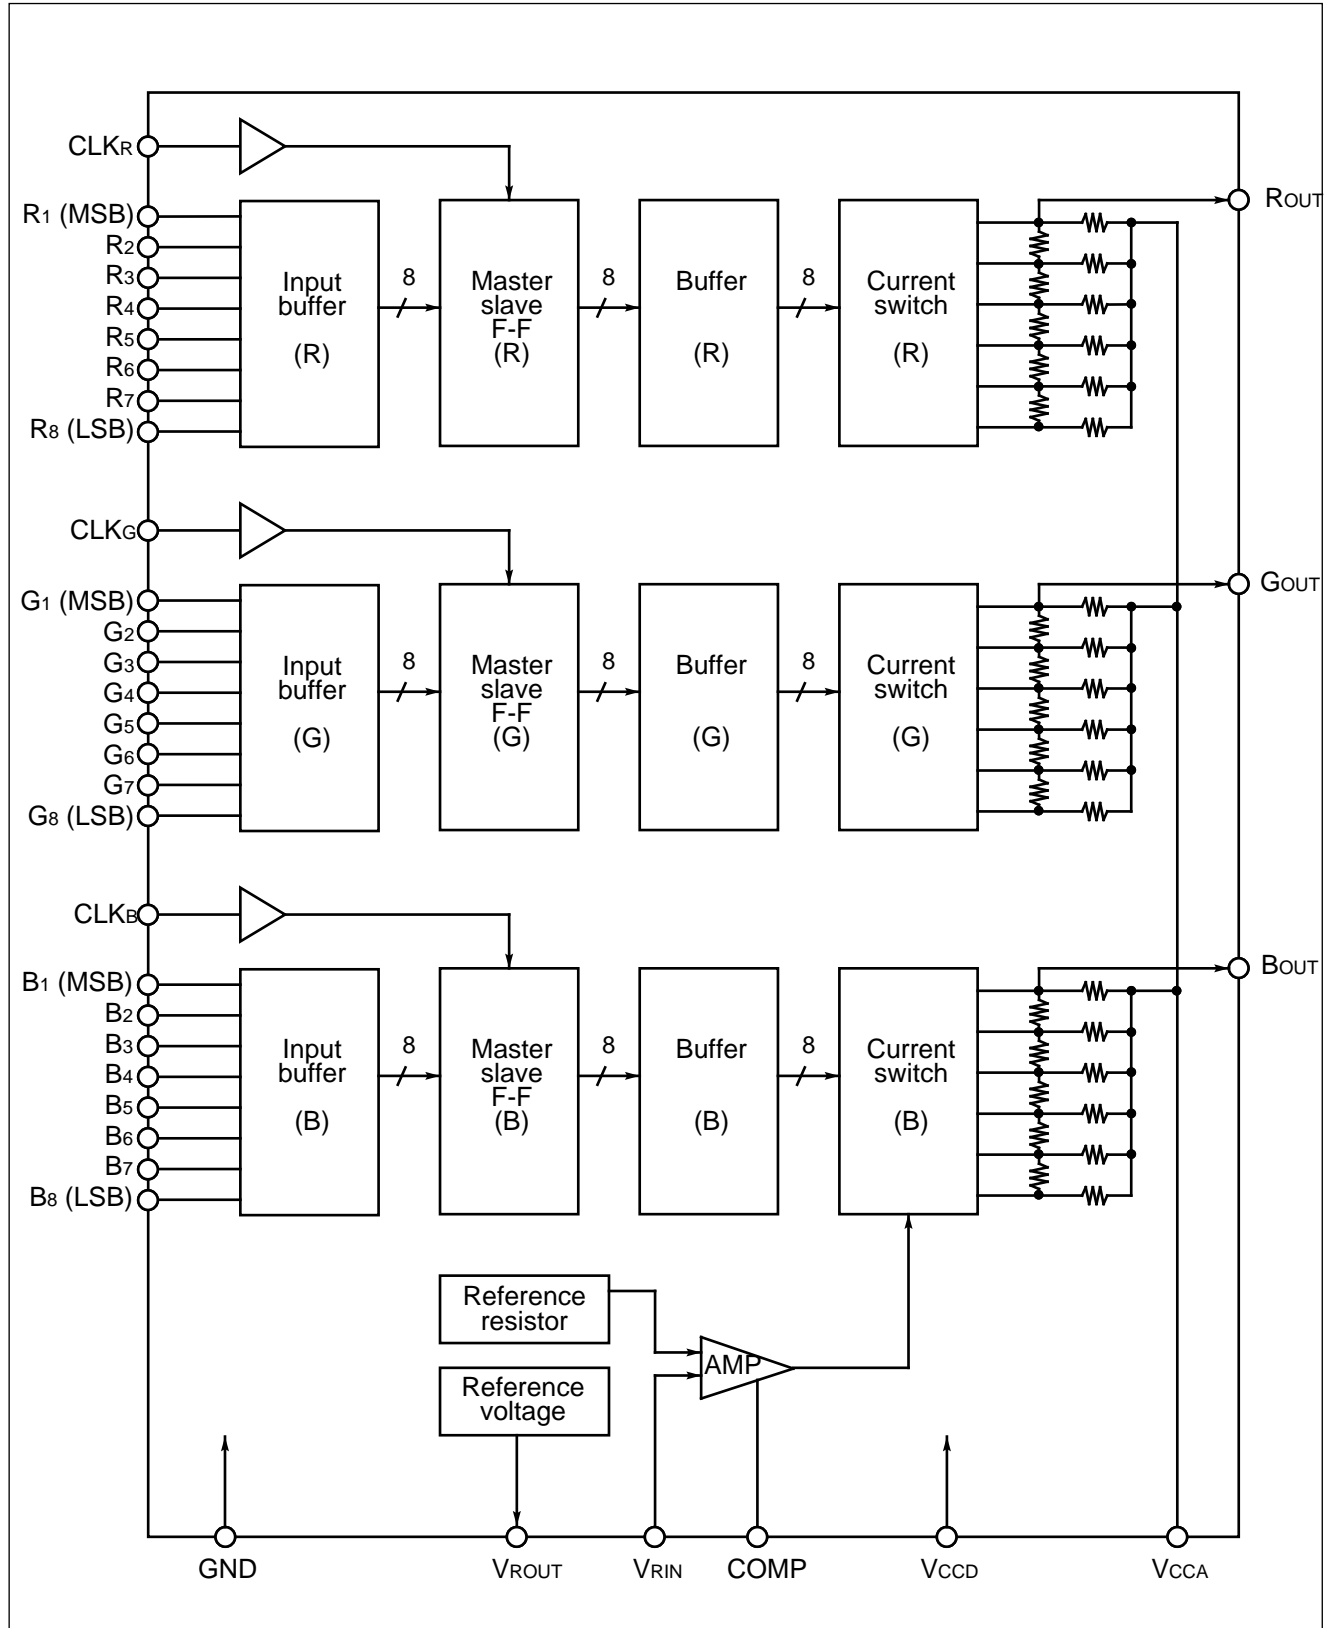 CLKR
R1 (MSB)
R2
R3
R4
R5
R6
R7
R8 (LSB)
Input
buffer
(R)
8
Master
slave
F-F
(R)
8
Buffer
(R)
8
Current
switch
(R)
ROUT
CLKG
G1 (MSB)
G2
G3
G4
G5
G6
G7
G8 (LSB)
Input
buffer
(G)
8
Master
slave
F-F
(G)
8
Buffer
(G)
8
Current
switch
(G)
GOUT
CLKB
B1 (MSB)
B2
B3
B4
B5
B6
B7
B8 (LSB)
Input
buffer
(B)
8
Master
slave
F-F
(B)
8
Buffer
(B)
8
Current
switch
(B)
BOUT
Reference
resistor
AMP
Reference
voltage
GND
VROUT
VRIN
COMP
VCCD
VCCA